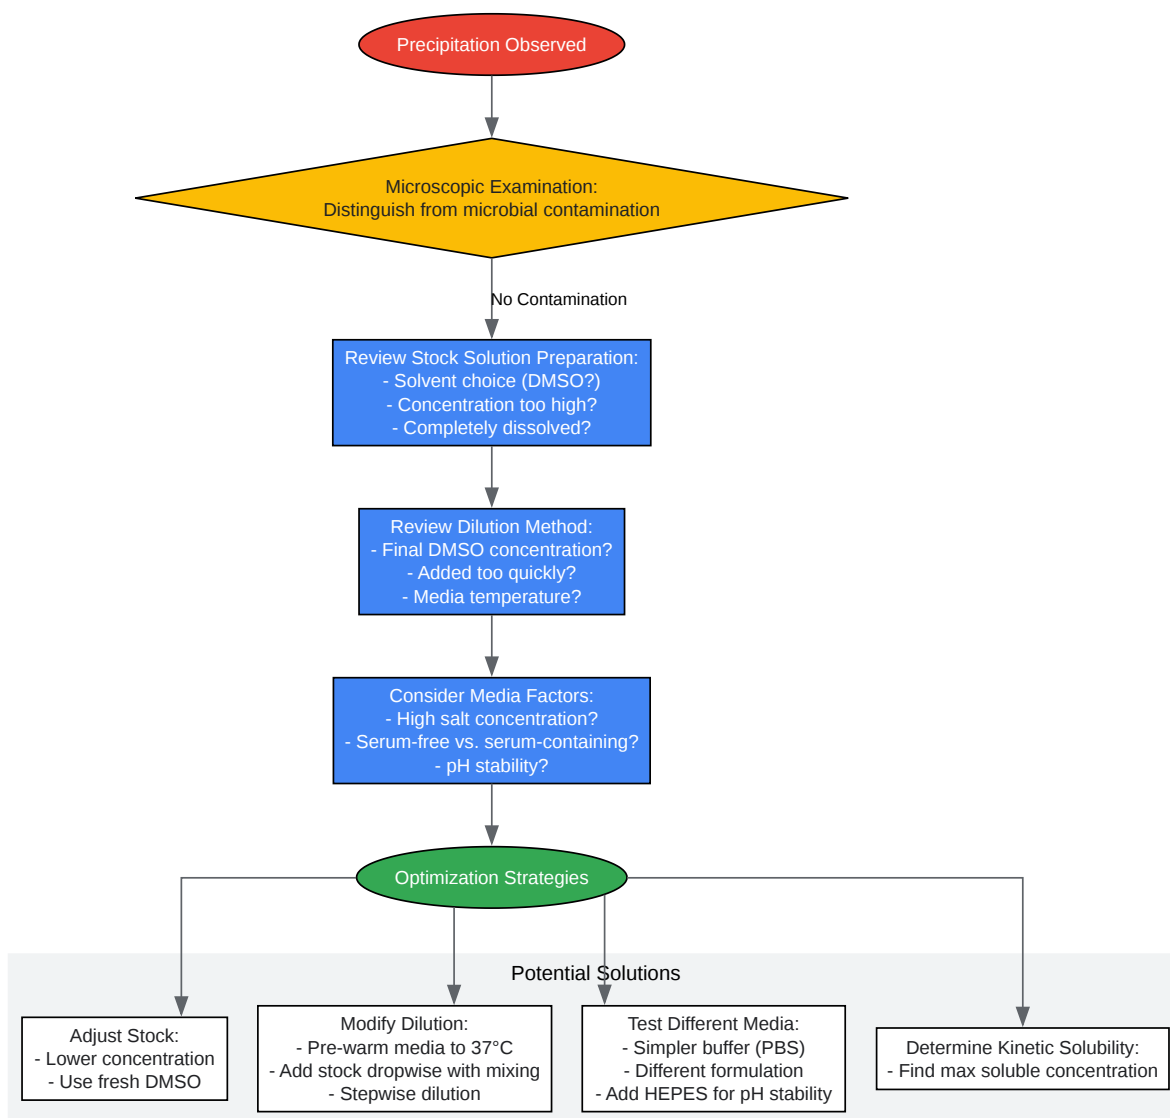 Precipitation Observed
Microscopic Examination:
Distinguish from microbial contamination
No Contamination
Review Stock Solution Preparation:
- Solvent choice (DMSO?)
- Concentration too high?
- Completely dissolved?
Review Dilution Method:
- Final DMSO concentration?
- Added too quickly?
- Media temperature?
Consider Media Factors:
- High salt concentration?
- Serum-free vs. serum-containing?
- pH stability?
Optimization Strategies
Potential Solutions
Adjust Stock:
- Lower concentration
- Use fresh DMSO
Modify Dilution:
- Pre-warm media to 37°C
- Add stock dropwise with mixing
- Stepwise dilution
Test Different Media:
- Simpler buffer (PBS)
- Different formulation
- Add HEPES for pH stability
Determine Kinetic Solubility:
- Find max soluble concentration